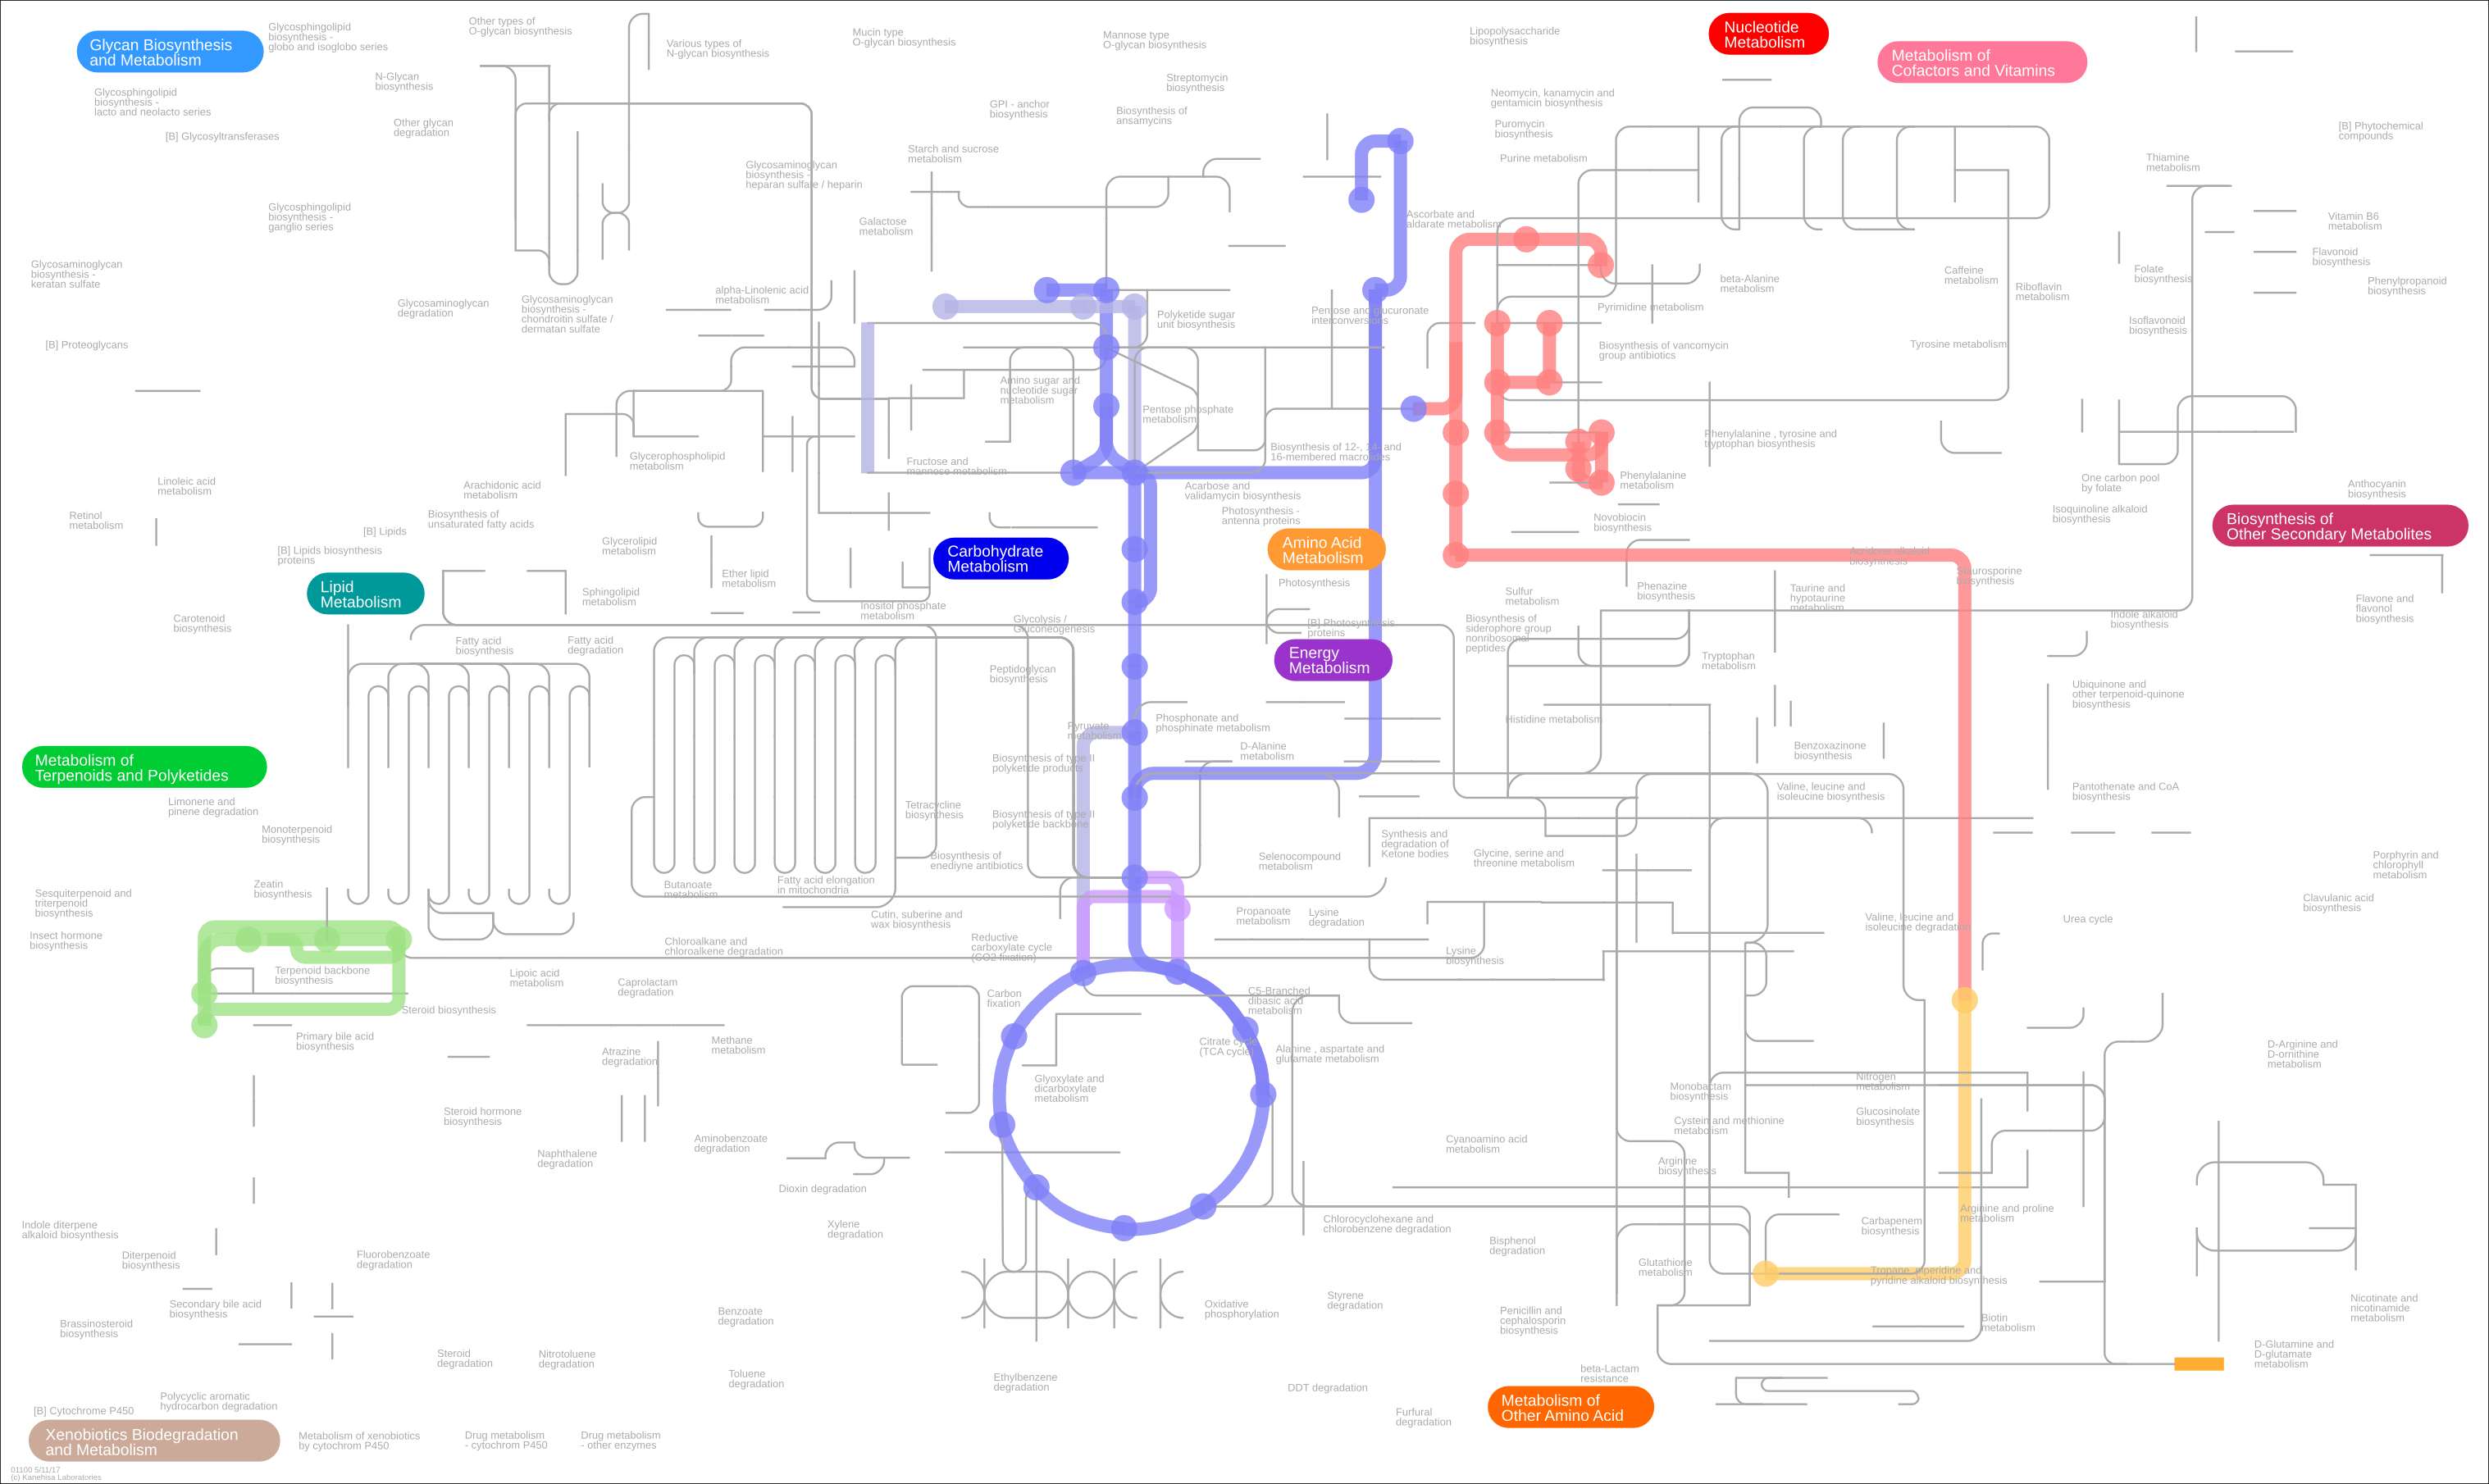 Glycan Biosynthesis
and Metabolism
Glycosphingolipid
biosynthesis -
globo and isoglobo series
Other types of
O-glycan biosynthesis
Various types of
N-glycan biosynthesis
Mucin type
O-glycan biosynthesis
Mannose type
O-glycan biosynthesis
Lipopolysaccharide
biosynthesis
Nucleotide
Metabolism
Metabolism of
Cofactors and Vitamins
N-Glycan
biosynthesis
Glycosphingolipid
biosynthesis -
lacto and neolacto series
[B] Glycosyltransferases
Other glycan
degradation
Streptomycin
biosynthesis
GPI - anchor
biosynthesis
Biosynthesis of
ansamycins
Neomycin, kanamycin and
gentamicin biosynthesis
Puromycin
biosynthesis
Purine metabolism
[B] Phytochemical
compounds
Thiamine
metabolism
Starch and sucrose
metabolism
Glycosaminoglycan
biosynthesis -
heparan sulfate / heparin
Glycosphingolipid
biosynthesis -
ganglio series
Galactose
metabolism
Ascorbate and
aldarate metabolism
Vitamin B6
metabolism
Flavonoid
biosynthesis
Glycosaminoglycan
biosynthesis -
keratan sulfate
Glycosaminoglycan
degradation
Glycosaminoglycan
biosynthesis -
chondroitin sulfate /
dermatan sulfate
alpha-Linolenic acid
metabolism
Polyketide sugar
unit biosynthesis
Pentose and glucuronate
interconversions
Pyrimidine metabolism
beta-Alanine
metabolism
Caffeine
metabolism
Riboflavin
metabolism
Folate
biosynthesis
Phenylpropanoid
biosynthesis
Isoflavonoid
biosynthesis
[B] Proteoglycans
Biosynthesis of vancomycin
group antibiotics
Tyrosine metabolism
Amino sugar and
nucleotide sugar
metabolism
Pentose phosphate
metabolism
Biosynthesis of 12-, 14- and
16-membered macrolides
Phenylalanine , tyrosine and
tryptophan biosynthesis
Glycerophospholipid
metabolism
Fructose and
mannose metabolism
Linoleic acid
metabolism
Arachidonic acid
metabolism
Acarbose and
validamycin biosynthesis
Phenylalanine
metabolism
One carbon pool
by folate
Anthocyanin
biosynthesis
Retinol
metabolism
[B] Lipids
Biosynthesis of
unsaturated fatty acids
Photosynthesis -
antenna proteins
Novobiocin
biosynthesis
Isoquinoline alkaloid
biosynthesis
Biosynthesis of
Other Secondary Metabolites
[B] Lipids biosynthesis
proteins
Glycerolipid
metabolism
Carbohydrate
Metabolism
Amino Acid
Metabolism
Acridone alkaloid
biosynthesis
Staurosporine
biosynthesis
Lipid
Metabolism
Sphingolipid
metabolism
Ether lipid
metabolism
Inositol phosphate
metabolism
Photosynthesis
Sulfur
metabolism
Phenazine
biosynthesis
Taurine and
hypotaurine
metabolism
Flavone and
flavonol
biosynthesis
Carotenoid
biosynthesis
Fatty acid
biosynthesis
Fatty acid
degradation
Glycolysis /
Gluconeogenesis
[B] Photosynthesis
proteins
Biosynthesis of
siderophore group
nonribosomal
peptides
Indole alkaloid
biosynthesis
Energy
Metabolism
Peptidoglycan
biosynthesis
Tryptophan
metabolism
Ubiquinone and
other terpenoid-quinone
biosynthesis
Pyruvate
metabolism
Phosphonate and
phosphinate metabolism
Histidine metabolism
Metabolism of
Terpenoids and Polyketides
Biosynthesis of type II
polyketide products
D-Alanine
metabolism
Benzoxazinone
biosynthesis
Limonene and
pinene degradation
Monoterpenoid
biosynthesis
Tetracycline
biosynthesis
Biosynthesis of type II
polyketide backbone
Valine, leucine and
isoleucine biosynthesis
Pantothenate and CoA
biosynthesis
Biosynthesis of
enediyne antibiotics
Selenocompound
metabolism
Synthesis and
degradation of
Ketone bodies
Glycine, serine and
threonine metabolism
Porphyrin and
chlorophyll
metabolism
Sesquiterpenoid and
triterpenoid
biosynthesis
Zeatin
biosynthesis
Butanoate
metabolism
Fatty acid elongation
in mitochondria
Cutin, suberine and
wax biosynthesis
Propanoate
metabolism
Lysine
degradation
Valine, leucine and
isoleucine degradation
Urea cycle
Clavulanic acid
biosynthesis
Insect hormone
biosynthesis
Chloroalkane and
chloroalkene degradation
Reductive
carboxylate cycle
(CO2 fixation)
Lysine
biosynthesis
Terpenoid backbone
biosynthesis
Lipoic acid
metabolism
Caprolactam
degradation
Carbon
fixation
C5-Branched
dibasic acid
metabolism
Steroid biosynthesis
Primary bile acid
biosynthesis
Atrazine
degradation
Methane
metabolism
Citrate cycle
(TCA cycle)
Alanine , aspartate and
glutamate metabolism
D-Arginine and
D-ornithine
metabolism
Glyoxylate and
dicarboxylate
metabolism
Monobactam
biosynthesis
Nitrogen
metabolism
Steroid hormone
biosynthesis
Cystein and methionine
metabolism
Glucosinolate
biosynthesis
Naphthalene
degradation
Aminobenzoate
degradation
Cyanoamino acid
metabolism
Arginine
biosynthesis
Dioxin degradation
Indole diterpene
alkaloid biosynthesis
Xylene
degradation
Chlorocyclohexane and
chlorobenzene degradation
Carbapenem
biosynthesis
Arginine and proline
metabolism
Diterpenoid
biosynthesis
Fluorobenzoate
degradation
Bisphenol
degradation
Glutathione
metabolism
Tropane, piperidine and
pyridine alkaloid biosynthesis
Secondary bile acid
biosynthesis
Brassinosteroid
biosynthesis
Benzoate
degradation
Oxidative
phosphorylation
Styrene
degradation
Penicillin and
cephalosporin
biosynthesis
Biotin
metabolism
Nicotinate and
nicotinamide
metabolism
Steroid
degradation
Nitrotoluene
degradation
Toluene
degradation
Ethylbenzene
degradation
DDT degradation
beta-Lactam
resistance
D-Glutamine and
D-glutamate
metabolism
Polycyclic aromatic
hydrocarbon degradation
[B] Cytochrome P450
Furfural
degradation
Metabolism of
Other Amino Acid
Xenobiotics Biodegradation
and Metabolism
Metabolism of xenobiotics
by cytochrom P450
Drug metabolism
- cytochrom P450
Drug metabolism
- other enzymes
01100 5/11/17
(c) Kanehisa Laboratories